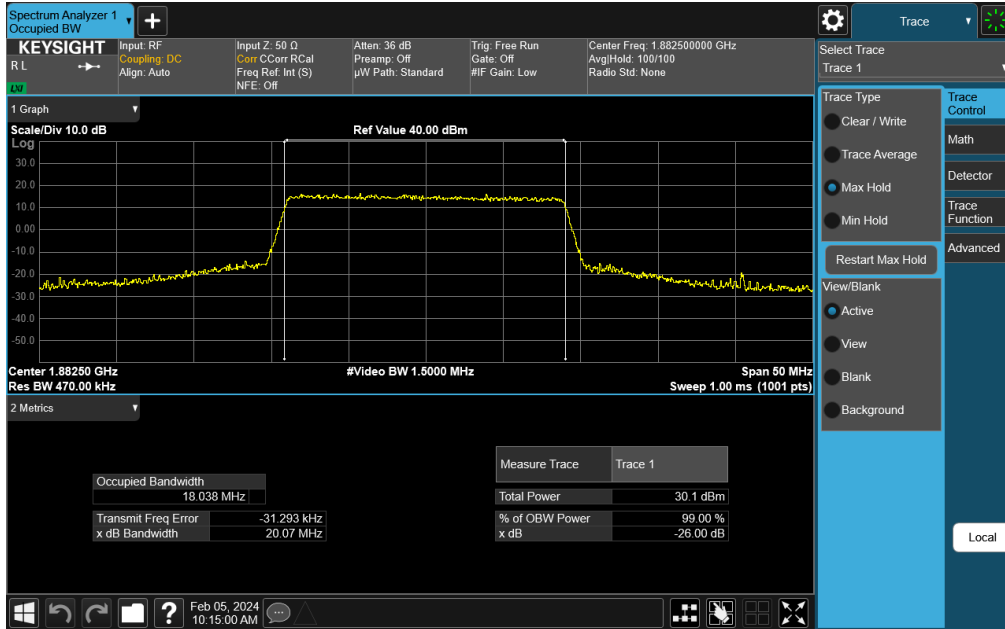 Spectrum Analyzer 1
Occupied BW
Trace
KEYSIGHT
R L
LXI
Input: RF
Coupling: DC
Align: Auto
Input Z: 50 Ω
Corr CCorr RCal
Freq Ref: Int (S)
NFE: Off
Atten: 36 dB
Preamp: Off
µW Path: Standard
Trig: Free Run
Gate: Off
#IF Gain: Low
Center Freq: 1.882500000 GHz
Avg|Hold: 100/100
Radio Std: None
Select Trace
Trace 1
1 Graph
Scale/Div 10.0 dB
Ref Value 40.00 dBm
Log
30.0
20.0
10.0
0.00
-10.0
-20.0
-30.0
-40.0
-50.0
Center 1.88250 GHz
#Video BW 1.5000 MHz
Span 50 MHz
Res BW 470.00 kHz
Sweep 1.00 ms (1001 pts)
Trace Type
Clear / Write
Trace Average
Max Hold
Min Hold
Restart Max Hold
View/Blank
Active
View
Blank
Background
Trace
Control
Math
Detector
Trace
Function
Advanced
Local
2 Metrics
Occupied Bandwidth
18.038 MHz
Transmit Freq Error -31.293 kHz
x dB Bandwidth 20.07 MHz
Measure Trace Trace 1
Total Power 30.1 dBm
% of OBW Power 99.00 %
x dB -26.00 dB
Feb 05, 2024
10:15:00 AM